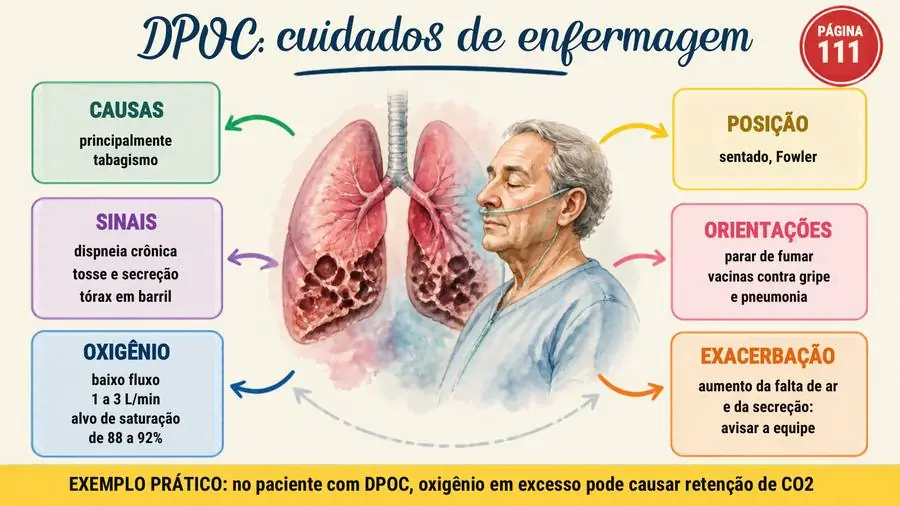 DPOC: cuidados de enfermagem
PÁGINA
111
CAUSAS
principalmente
tabagismo
SINAIS
dispneia crônica
tosse e secreção
tórax em barril
OXIGÊNIO
baixo fluxo
1 a 3 L/min
alvo de saturação
de 88 a 92%
POSIÇÃO
sentado, Fowler
ORIENTAÇÕES
parar de fumar
vacinas contra gripe
e pneumonia
EXACERBAÇÃO
aumento da falta de ar
e da secreção:
avisar a equipe
EXEMPLO PRÁTICO: no paciente com DPOC, oxigênio em excesso pode causar retenção de CO2